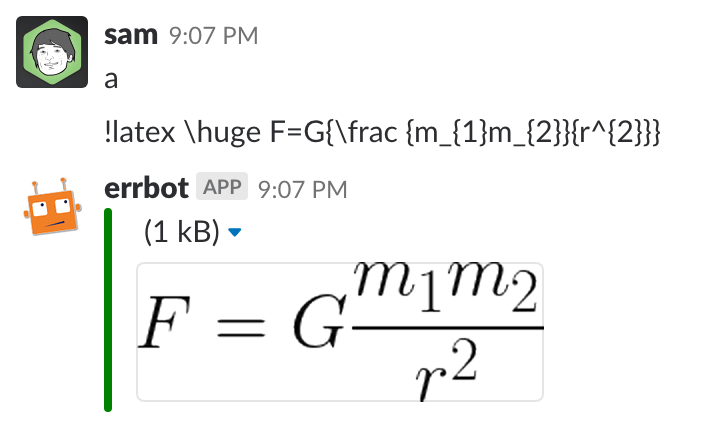 sam 9:07 PM
a
!latex \huge F=G{\frac {m_{1}m_{2}}{r^{2}}}
errbot APP 9:07 PM
(1 kB)
F = G\frac{m_1 m_2}{r^2}